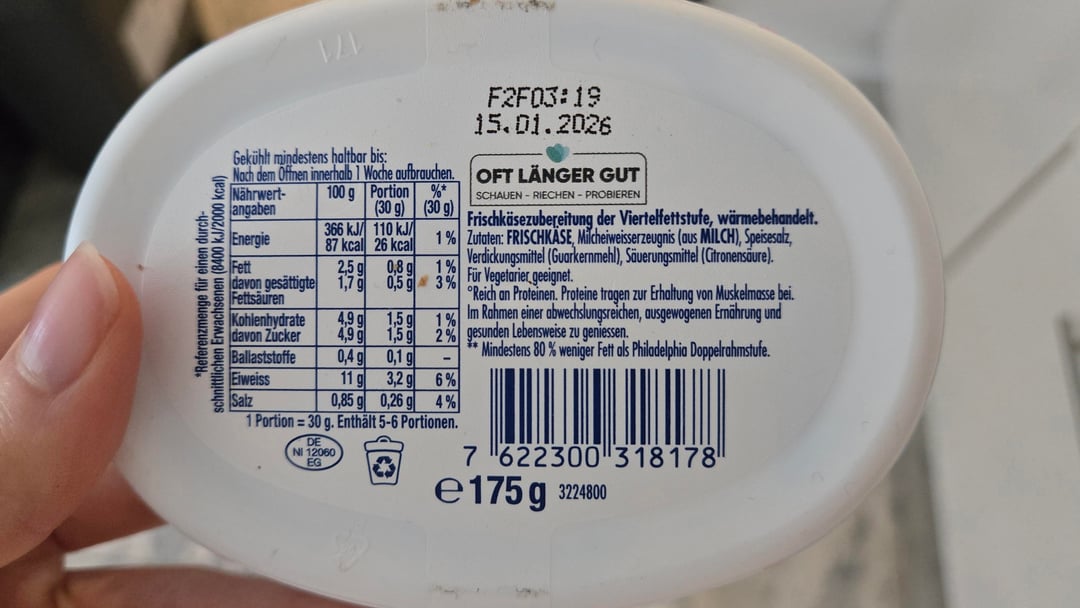 171
F2F03:19
15.01.2026
Gekühlt mindestens haltbar bis:
Nach dem Öffnen innerhalb 1 Woche aufbrauchen.
OFT LÄNGER GUT
SCHAUEN - RIECHEN - PROBIEREN
*Referenzmenge für einen durch-
schnittlichen Erwachsenen (8400 kJ/2000 kcal)
Nährwert- 100 g Portion %*
angaben (30 g) (30 g)
Energie 366 kJ/ 110 kJ/ 1 %
87 kcal 26 kcal
Fett 2,5 g 0,8 g 1 %
davon gesättigte 1,7 g 0,5 g 3 %
Fettsäuren
Kohlenhydrate 4,9 g 1,5 g 1 %
davon Zucker 4,9 g 1,5 g 2 %
Ballaststoffe 0,4 g 0,1 g –
Eiweiss 11 g 3,2 g 6 %
Salz 0,85 g 0,26 g 4 %
1 Portion = 30 g. Enthält 5-6 Portionen.
Frischkäsezubereitung der Viertelfettstufe, wärmebehandelt.
Zutaten: FRISCHKÄSE, Milcheiweisserzeugnis (aus MILCH), Speisesalz,
Verdickungsmittel (Guarkernmehl), Säuerungsmittel (Citronensäure).
Für Vegetarier geeignet.
°Reich an Proteinen. Proteine tragen zur Erhaltung von Muskelmasse bei.
Im Rahmen einer abwechslungsreichen, ausgewogenen Ernährung und
gesunden Lebensweise zu geniessen.
** Mindestens 80 % weniger Fett als Philadelphia Doppelrahmstufe.
DE
NI 12060
EG
7 622300 318178
e 175 g 3224800